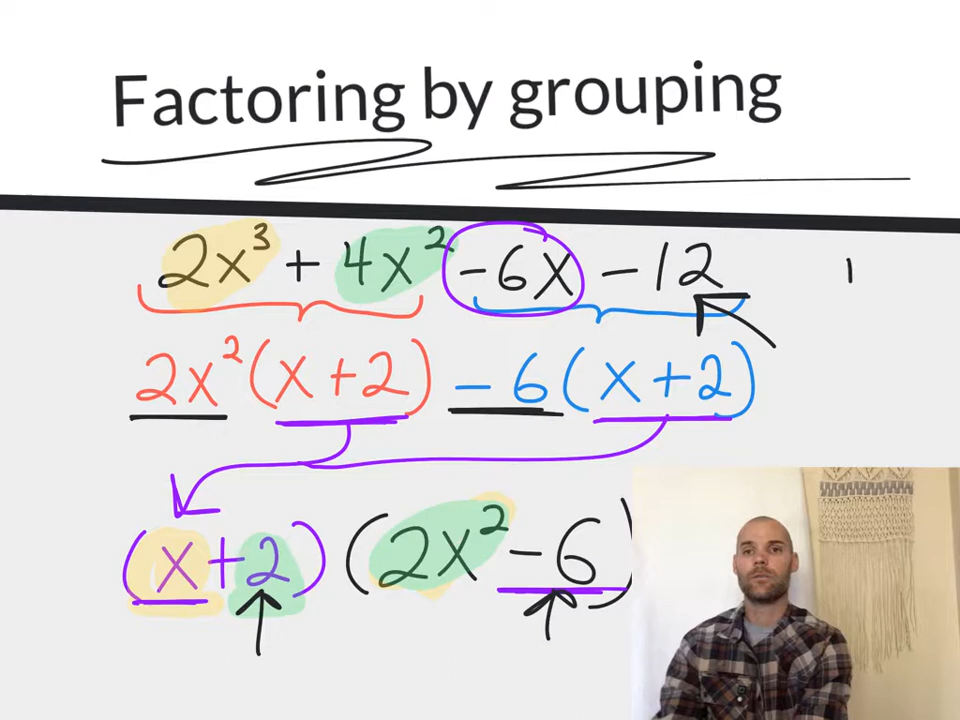 Factoring by grouping
2x³ + 4x² -6x -12
2x²(x+2) -6(x+2)
(x+2)(2x²-6)